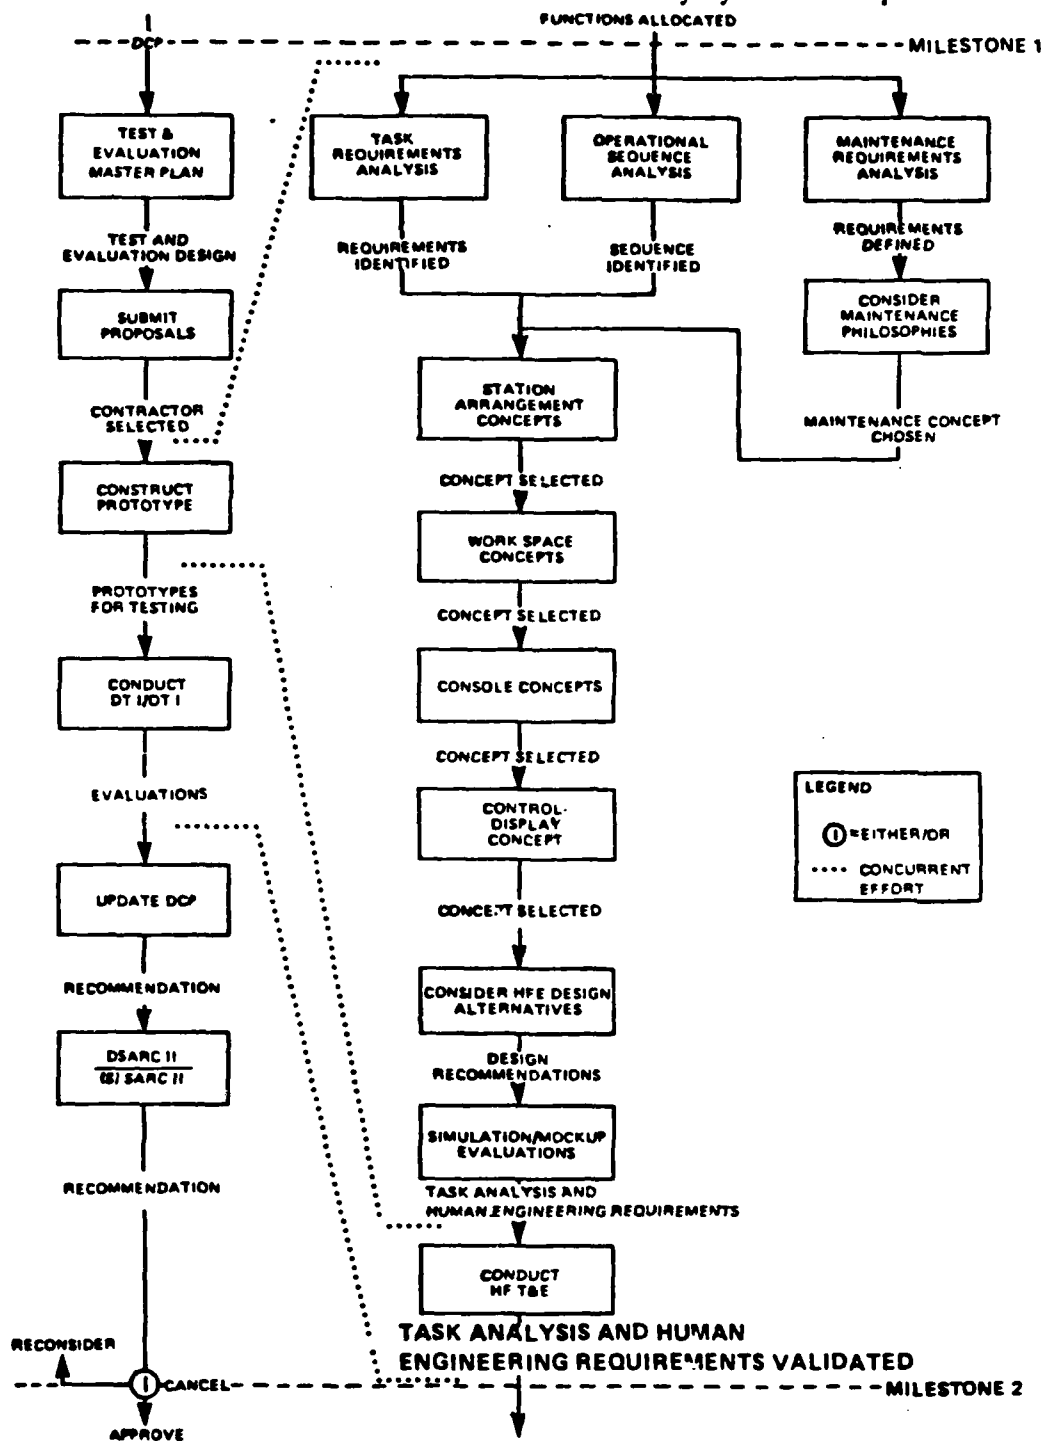 FUNCTIONS ALLOCATED
DCP
MILESTONE 1
TEST &
EVALUATION
MASTER PLAN
TEST AND
EVALUATION DESIGN
SUBMIT
PROPOSALS
CONTRACTOR
SELECTED
CONSTRUCT
PROTOTYPE
PROTOTYPES
FOR TESTING
CONDUCT
DT I/DT I
EVALUATIONS
UPDATE DCP
RECOMMENDATION
DSARC II
(S) SARC II
RECOMMENDATION
RECONSIDER
I
CANCEL
APPROVE
TASK
REQUIREMENTS
ANALYSIS
REQUIREMENTS
IDENTIFIED
OPERATIONAL
SEQUENCE
ANALYSIS
SEQUENCE
IDENTIFIED
MAINTENANCE
REQUIREMENTS
ANALYSIS
REQUIREMENTS
DEFINED
CONSIDER
MAINTENANCE
PHILOSOPHIES
MAINTENANCE CONCEPT
CHOSEN
STATION
ARRANGEMENT
CONCEPTS
CONCEPT SELECTED
WORK SPACE
CONCEPTS
CONCEPT SELECTED
CONSOLE CONCEPTS
CONCEPT SELECTED
CONTROL-
DISPLAY
CONCEPT
CONCEPT SELECTED
CONSIDER HFE DESIGN
ALTERNATIVES
DESIGN
RECOMMENDATIONS
SIMULATION/MOCKUP
EVALUATIONS
TASK ANALYSIS AND
HUMAN ENGINEERING REQUIREMENTS
CONDUCT
HF T&E
TASK ANALYSIS AND HUMAN
ENGINEERING REQUIREMENTS VALIDATED
MILESTONE 2
LEGEND
I =EITHER/OR
.... CONCURRENT
EFFORT